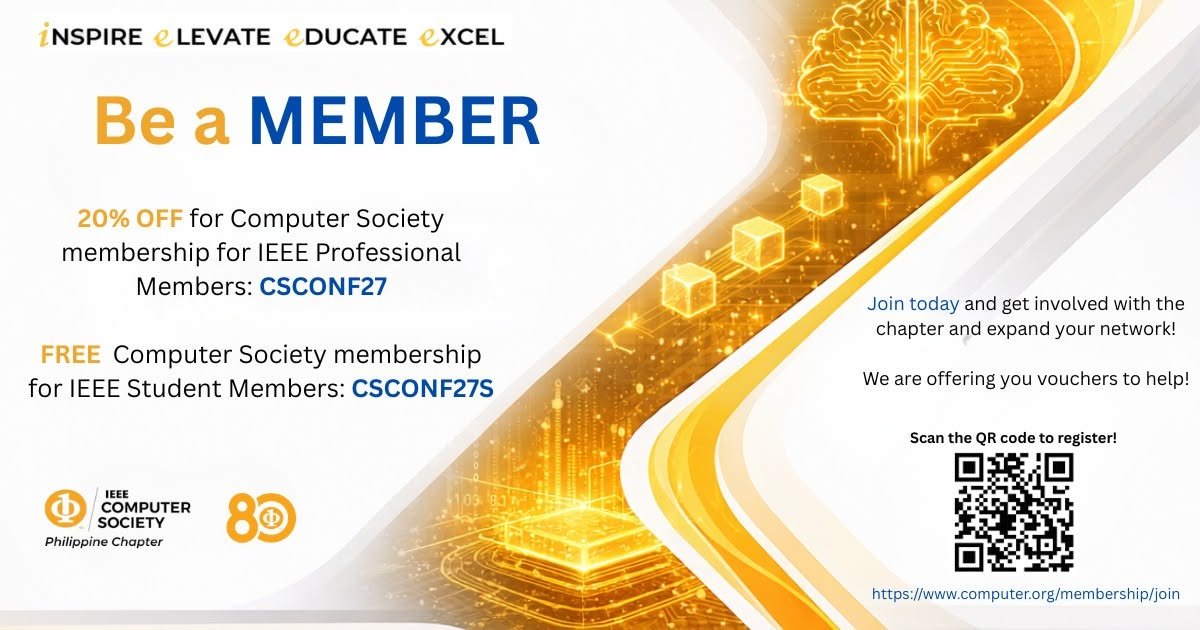 iNSPIRE eLEVATE eDUCATE eXCEL
Be a MEMBER
20% OFF for Computer Society
membership for IEEE Professional
Members: CSCONF27
FREE Computer Society membership
for IEEE Student Members: CSCONF27S
IEEE
COMPUTER
SOCIETY
Philippine Chapter
80
Join today and get involved with the
chapter and expand your network!
We are offering you vouchers to help!
Scan the QR code to register!
https://www.computer.org/membership/join